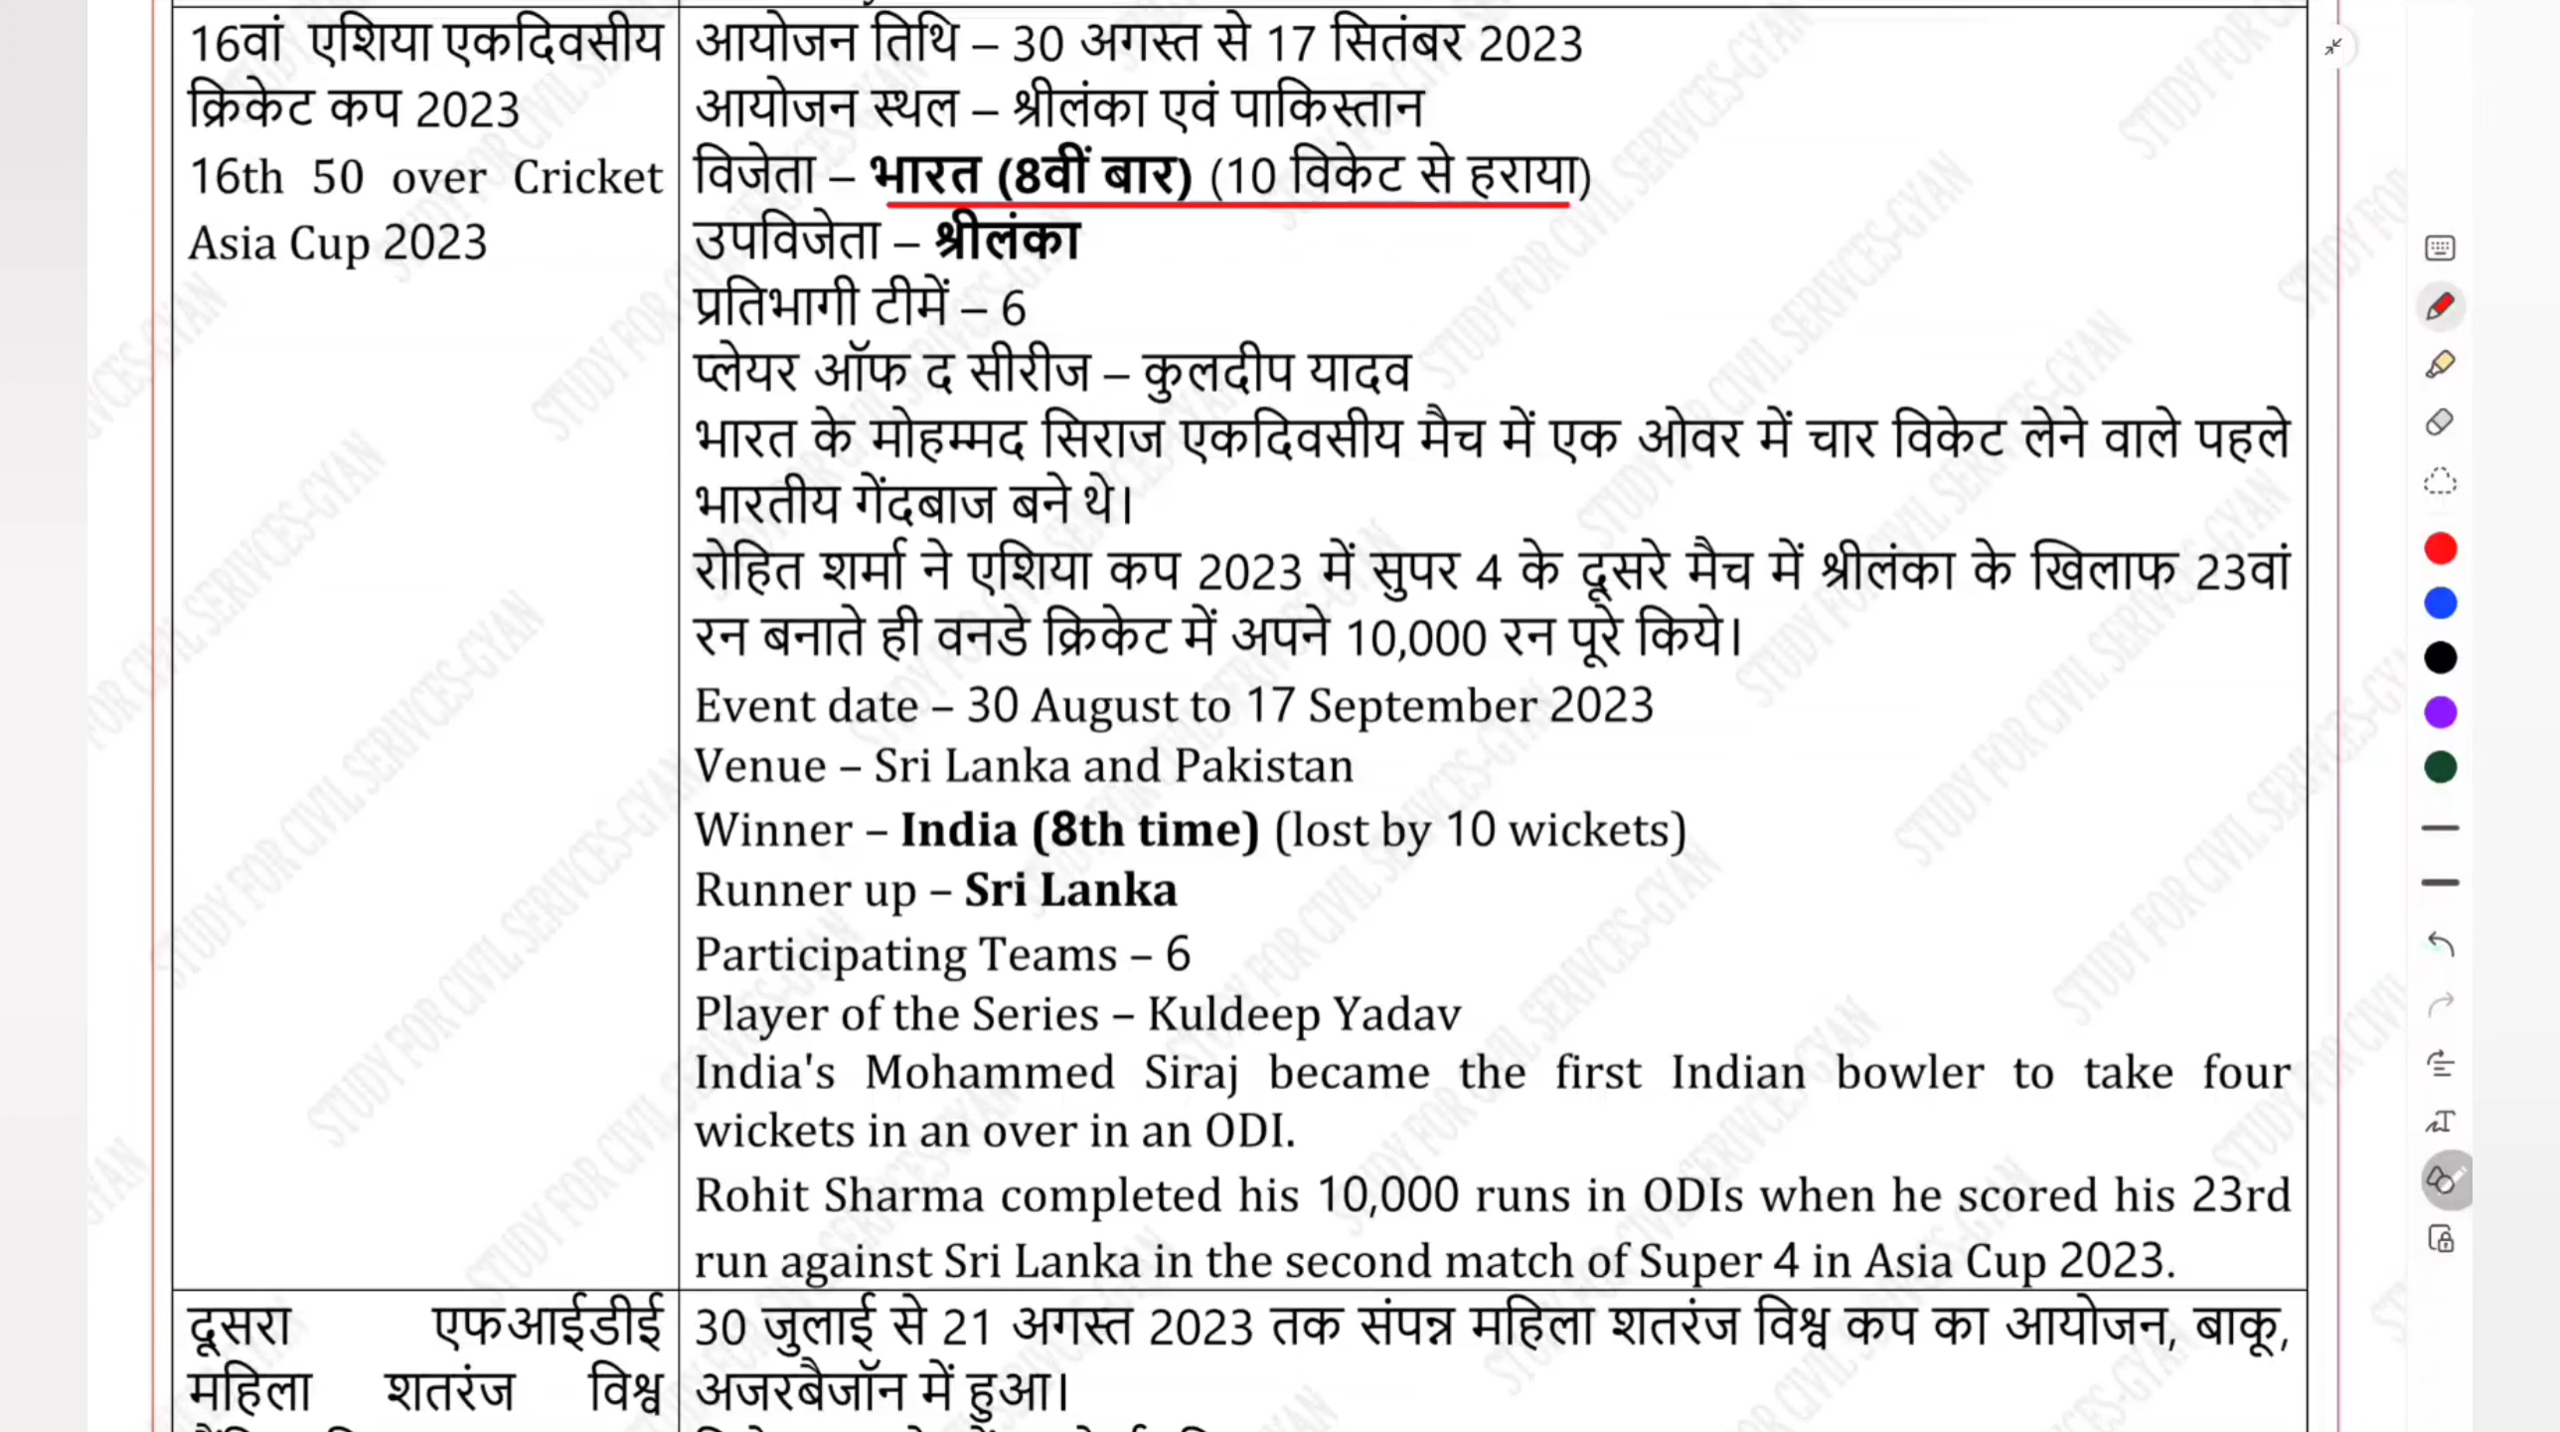 16वां एशिया एकदिवसीय
क्रिकेट कप 2023
16th 50 over Cricket
Asia Cup 2023
आयोजन तिथि – 30 अगस्त से 17 सितंबर 2023
आयोजन स्थल – श्रीलंका एवं पाकिस्तान
विजेता – भारत (8वीं बार) (10 विकेट से हराया)
उपविजेता – श्रीलंका
प्रतिभागी टीमें – 6
प्लेयर ऑफ द सीरीज – कुलदीप यादव
भारत के मोहम्मद सिराज एकदिवसीय मैच में एक ओवर में चार विकेट लेने वाले पहले
भारतीय गेंदबाज बने थे।
रोहित शर्मा ने एशिया कप 2023 में सुपर 4 के दूसरे मैच में श्रीलंका के खिलाफ 23वां
रन बनाते ही वनडे क्रिकेट में अपने 10,000 रन पूरे किये।
Event date – 30 August to 17 September 2023
Venue – Sri Lanka and Pakistan
Winner – India (8th time) (lost by 10 wickets)
Runner up – Sri Lanka
Participating Teams – 6
Player of the Series – Kuldeep Yadav
India's Mohammed Siraj became the first Indian bowler to take four
wickets in an over in an ODI.
Rohit Sharma completed his 10,000 runs in ODIs when he scored his 23rd
run against Sri Lanka in the second match of Super 4 in Asia Cup 2023.
दूसरा एफआईडीई
महिला शतरंज विश्व
30 जुलाई से 21 अगस्त 2023 तक संपन्न महिला शतरंज विश्व कप का आयोजन, बाकू,
अजरबैजॉन में हुआ।
STUDY FOR CIVIL SERIVCES-GYAN